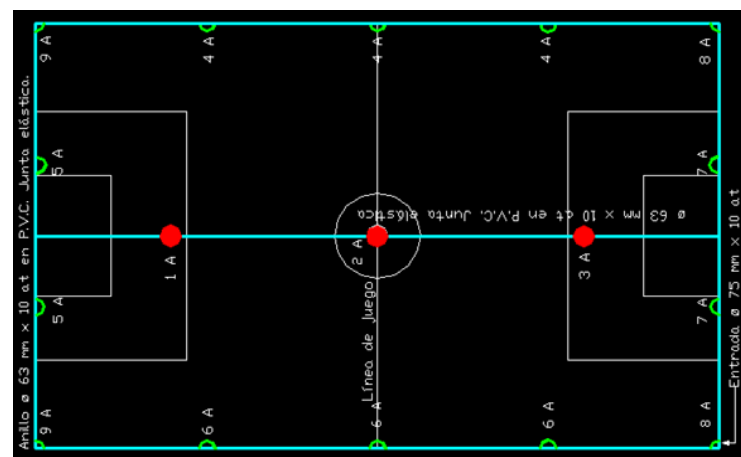 Anillo ø 63 mm x 10 at en P.V.C. Junta elástica.
9 A
4 A
4 A
4 A
8 A
5 A
7 A
ø 63 mm x 10 at en P.V.C. Junta elástica
1 A
2 A
3 A
5 A
7 A
Línea de Juego
9 A
6 A
6 A
6 A
8 A
Entrada ø 75 mm x 10 at